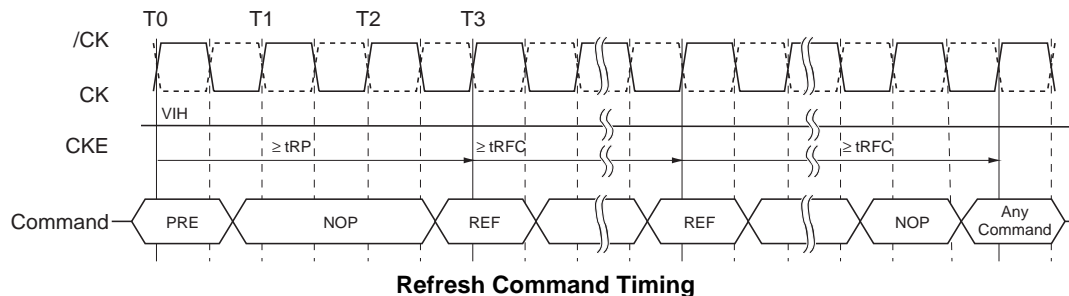 T0 T1 T2 T3
/CK
CK
VIH
CKE
≥ tRP ≥ tRFC ≥ tRFC
Command PRE NOP REF REF NOP Any Command
Refresh Command Timing